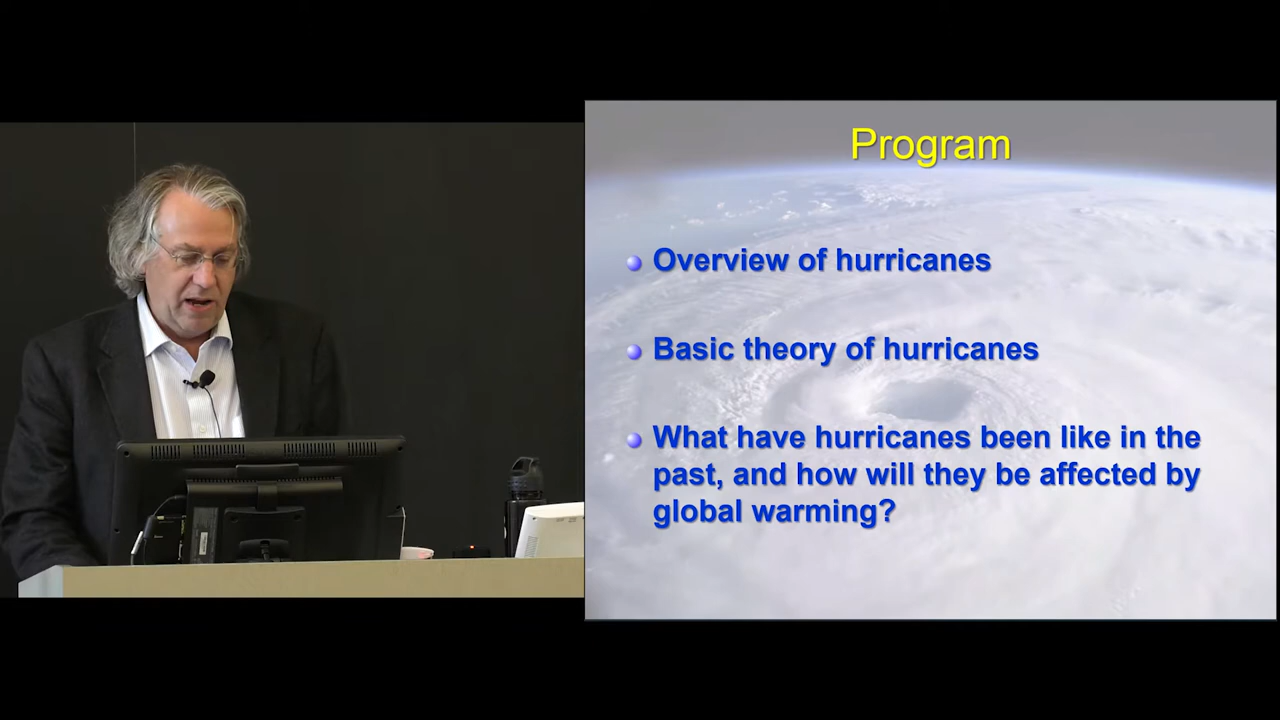 Program
Overview of hurricanes
Basic theory of hurricanes
What have hurricanes been like in the
past, and how will they be affected by
global warming?